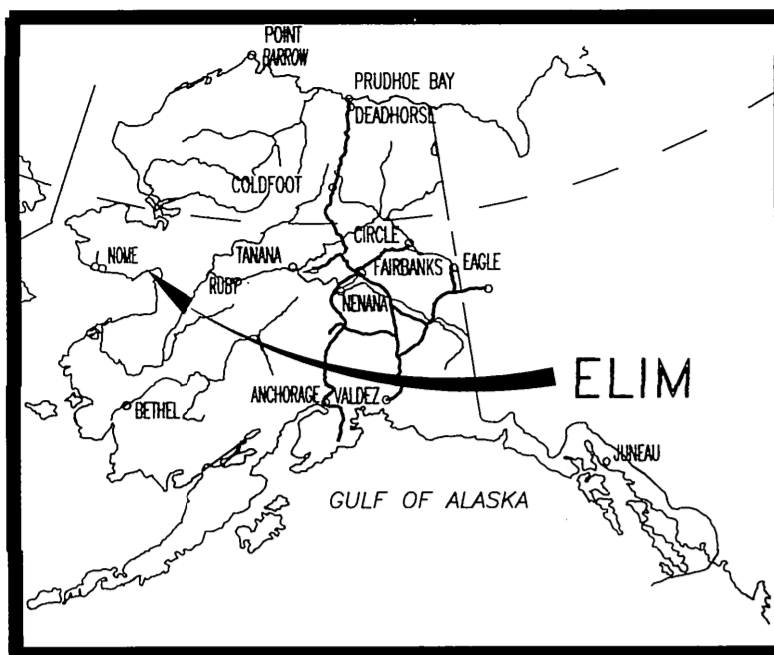 POINT
BARROW
PRUDHOE BAY
DEADHORSE
COLDFOOT
CIRCLE
NOME
TANANA
FAIRBANKS
EAGLE
RUBY
NENANA
ELIM
ANCHORAGE
VALDEZ
BETHEL
JUNEAU
GULF OF ALASKA